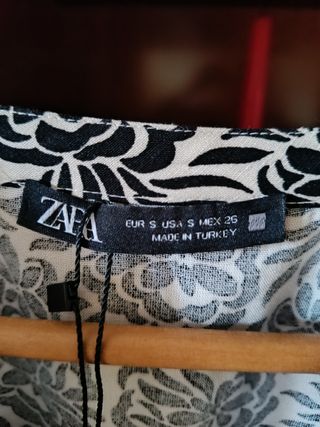 ZARA
EUR S USA S MEX 26
MADE IN TURKEY